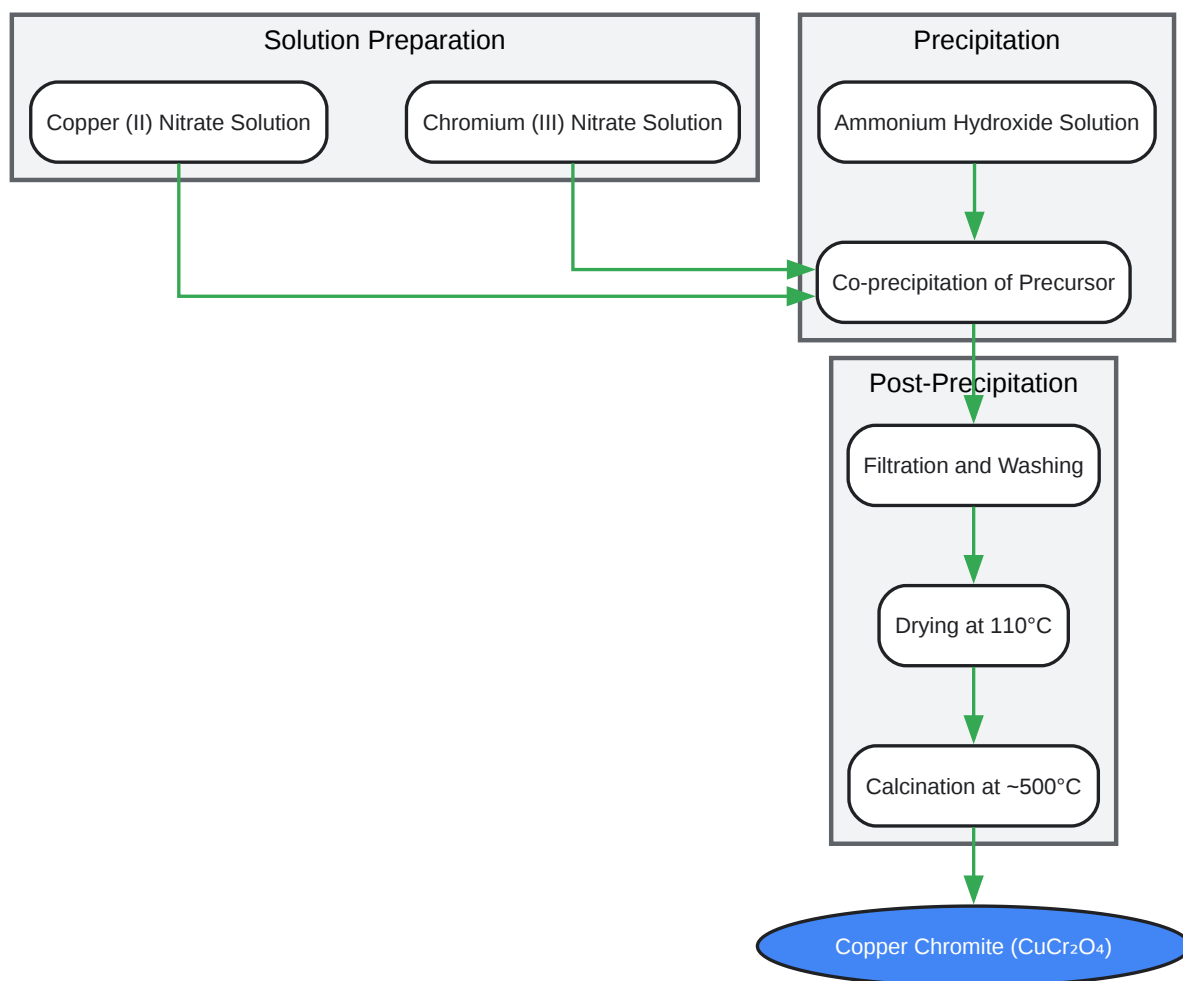 Solution Preparation
Copper (II) Nitrate Solution
Chromium (III) Nitrate Solution
Precipitation
Ammonium Hydroxide Solution
Co-precipitation of Precursor
Post-Precipitation
Filtration and Washing
Drying at 110°C
Calcination at ~500°C
Copper Chromite (CuCr₂O₄)